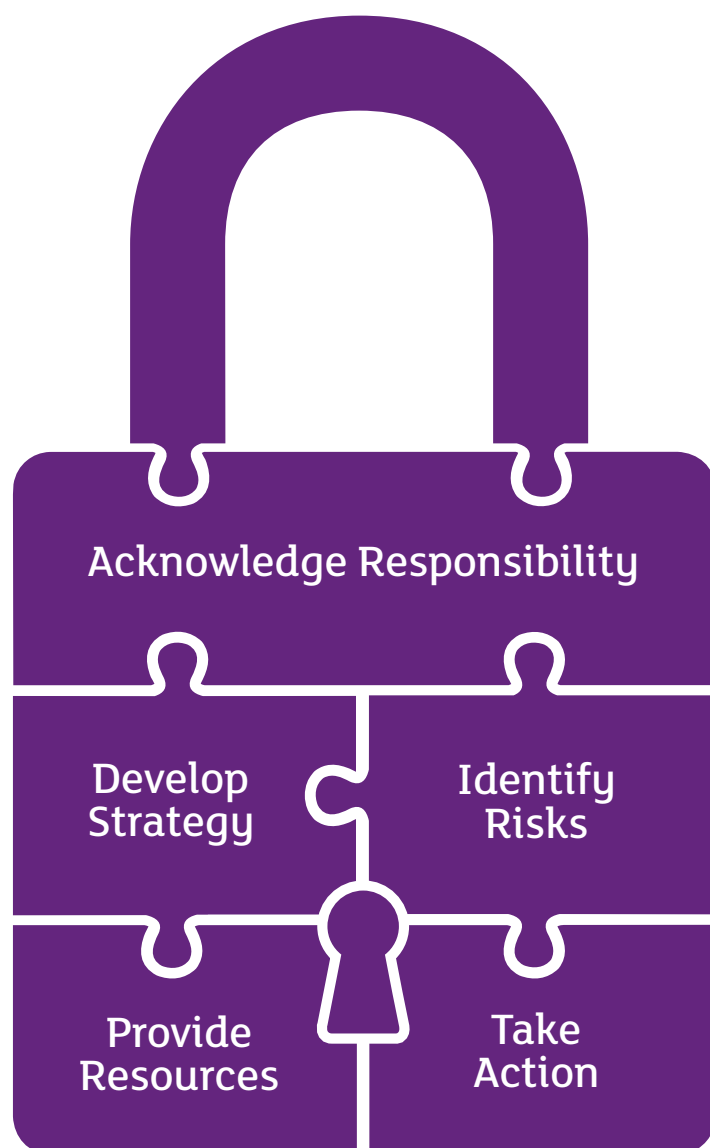 Acknowledge Responsibility
Develop
Strategy
Identify
Risks
Provide
Resources
Take
Action